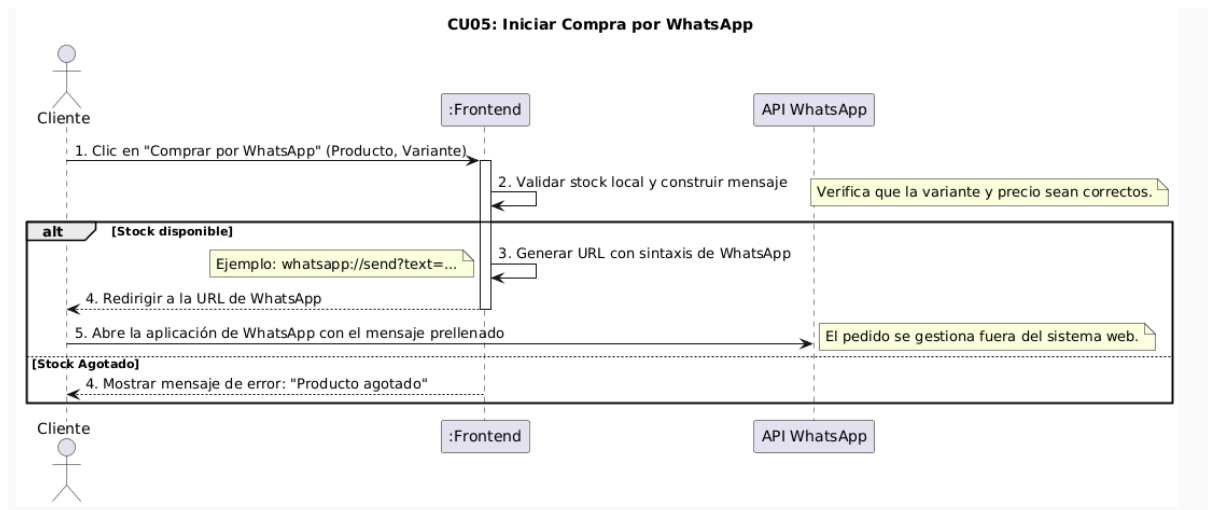 CU05: Iniciar Compra por WhatsApp
Cliente
:Frontend
API WhatsApp
1. Clic en "Comprar por WhatsApp" (Producto, Variante)
2. Validar stock local y construir mensaje
Verifica que la variante y precio sean correctos.
alt
[Stock disponible]
3. Generar URL con sintaxis de WhatsApp
Ejemplo: whatsapp://send?text=...
4. Redirigir a la URL de WhatsApp
5. Abre la aplicación de WhatsApp con el mensaje prellenado
El pedido se gestiona fuera del sistema web.
[Stock Agotado]
4. Mostrar mensaje de error: "Producto agotado"
Cliente
:Frontend
API WhatsApp